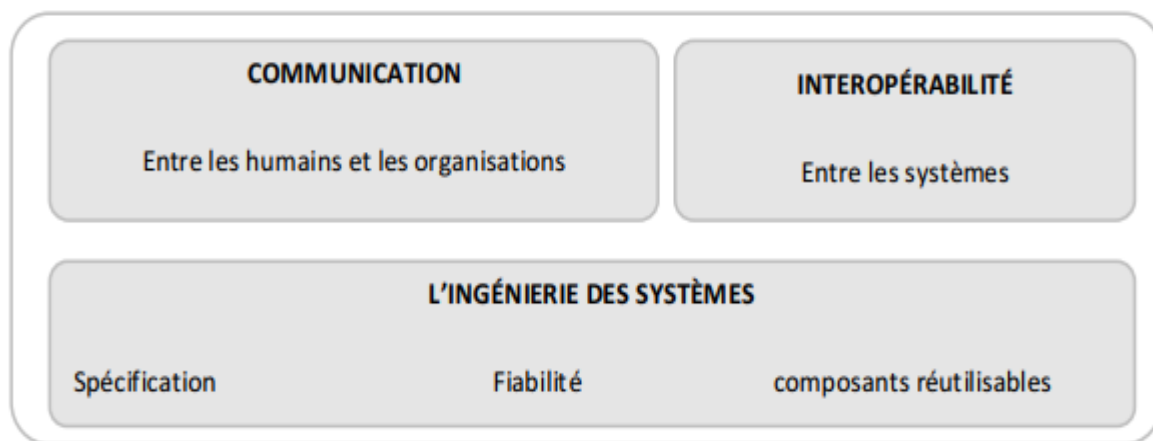 COMMUNICATION
Entre les humains et les organisations
INTEROPÉRABILITÉ
Entre les systèmes
L'INGÉNIERIE DES SYSTÈMES
Spécification Fiabilité composants réutilisables